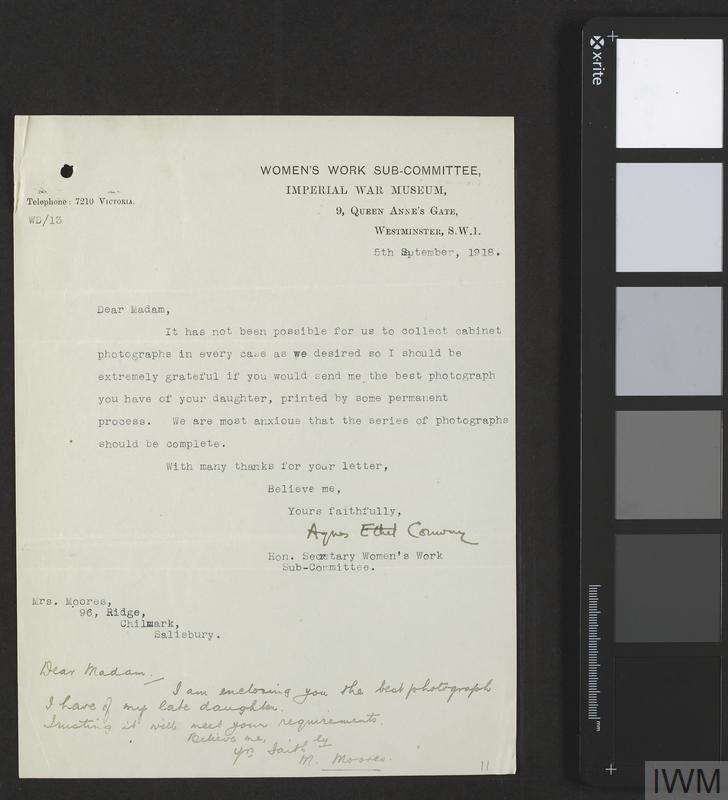 WOMEN'S WORK SUB-COMMITTEE,
IMPERIAL WAR MUSEUM,
Telephone: 7210 VICTORIA.
9, QUEEN ANNE'S GATE,
WD/13
WESTMINSTER, S.W.1.
5th September, 1918.
Dear Madam,
It has not been possible for us to collect cabinet
photographs in every case as we desired so I should be
extremely grateful if you would send me the best photograph
you have of your daughter, printed by some permanent
process. We are most anxious that the series of photographs
should be complete.
With many thanks for your letter,
Believe me,
Yours faithfully,
Agnes Ethel Conway
Hon. Secretary Women's Work
Sub-Committee.
Mrs. Moores,
96, Ridge,
Chilmark,
Salisbury.
Dear Madam.
I am enclosing you the best photograph
I have of my late daughter.
Trusting it will meet your requirements.
Believe me,
yrs faithly
M. Moores.
11
x-rite
mm
IWM